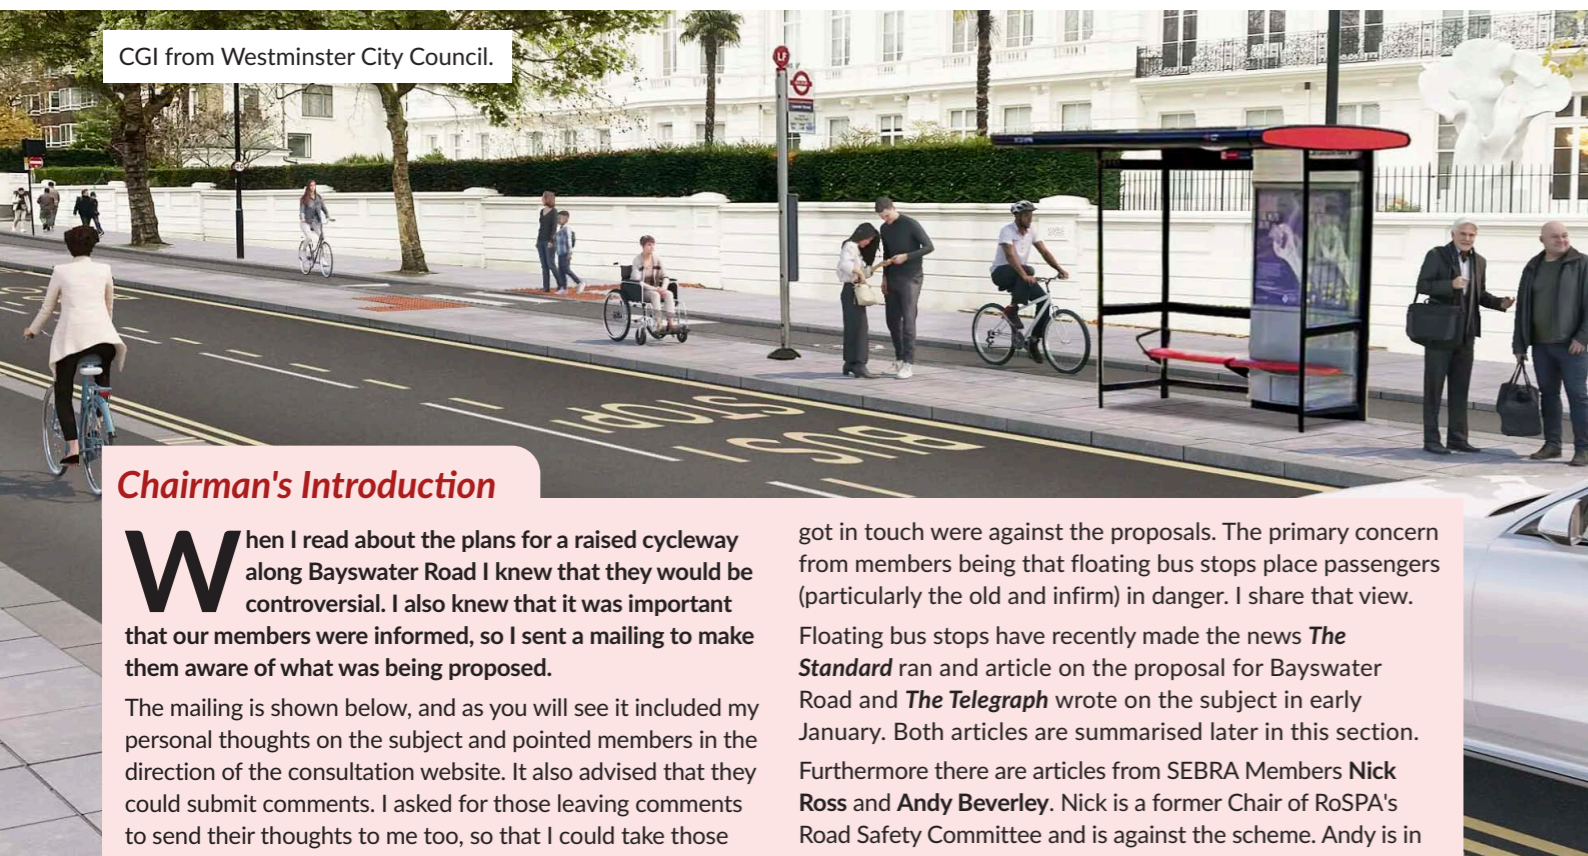 CGI from Westminster City Council.
LF
BUS
STOP
Chairman's Introduction
When I read about the plans for a raised cycleway
along Bayswater Road I knew that they would be
controversial. I also knew that it was important
that our members were informed, so I sent a mailing to make
them aware of what was being proposed.
The mailing is shown below, and as you will see it included my
personal thoughts on the subject and pointed members in the
direction of the consultation website. It also advised that they
could submit comments. I asked for those leaving comments
to send their thoughts to me too, so that I could take those
got in touch were against the proposals. The primary concern
from members being that floating bus stops place passengers
(particularly the old and infirm) in danger. I share that view.
Floating bus stops have recently made the news The
Standard ran and article on the proposal for Bayswater
Road and The Telegraph wrote on the subject in early
January. Both articles are summarised later in this section.
Furthermore there are articles from SEBRA Members Nick
Ross and Andy Beverley. Nick is a former Chair of RoSPA's
Road Safety Committee and is against the scheme. Andy is in